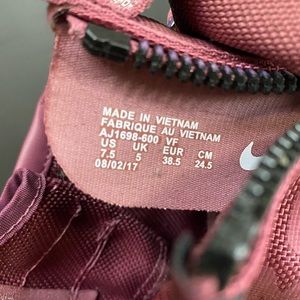 MADE IN VIETNAM
FABRIQUE AU VIETNAM
AJ1698-600 VF
US UK EUR CM
7.5 5 38.5 24.5
08/02/17